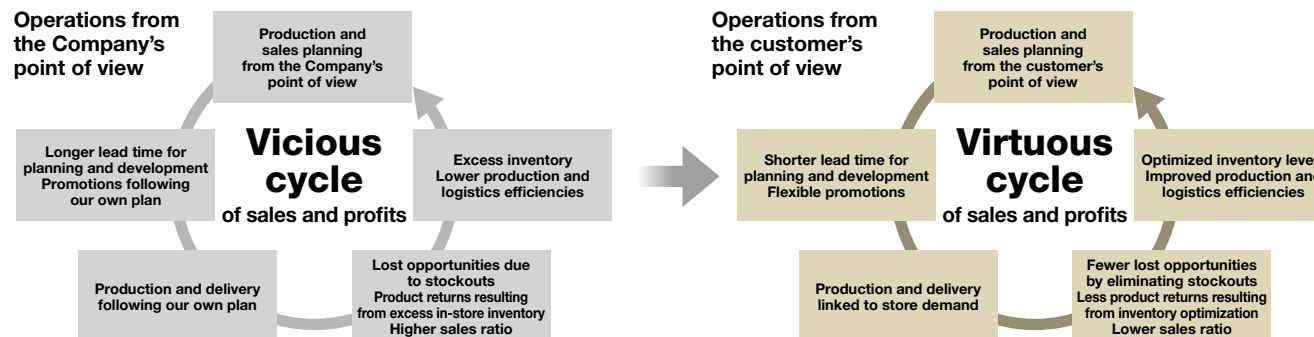 Operations from
the Company's
point of view
Production and
sales planning
from the Company's
point of view
Vicious
cycle
of sales and profits
Longer lead time for
planning and development
Promotions following
our own plan
Production and delivery
following our own plan
Lost opportunities due
to stockouts
Product returns resulting
from excess in-store inventory
Higher sales ratio
Excess inventory
Lower production and
logistics efficiencies
Operations from
the customer's
point of view
Production and
sales planning
from the customer's
point of view
Virtuous
cycle
of sales and profits
Shorter lead time for
planning and development
Flexible promotions
Production and delivery
linked to store demand
Fewer lost opportunities
by eliminating stockouts
Less product returns resulting
from inventory optimization
Lower sales ratio
Optimized inventory
Improved production
logistics efficiencies